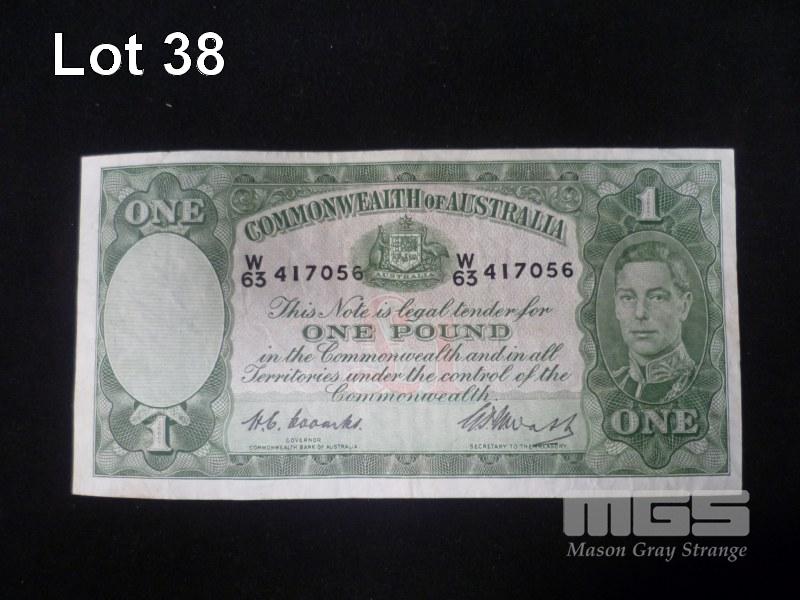 Lot 38
ONE
COMMONWEALTH OF AUSTRALIA
1
AUSTRALIA
W/63 417056 W/63 417056
This Note is legal tender for
ONE POUND
in the Commonwealth and in all
Territories under the control of the
Commonwealth.
1
GOVERNOR
COMMONWEALTH BANK OF AUSTRALIA.
SECRETARY TO THE TREASURY.
ONE
MGS
Mason Gray Strange